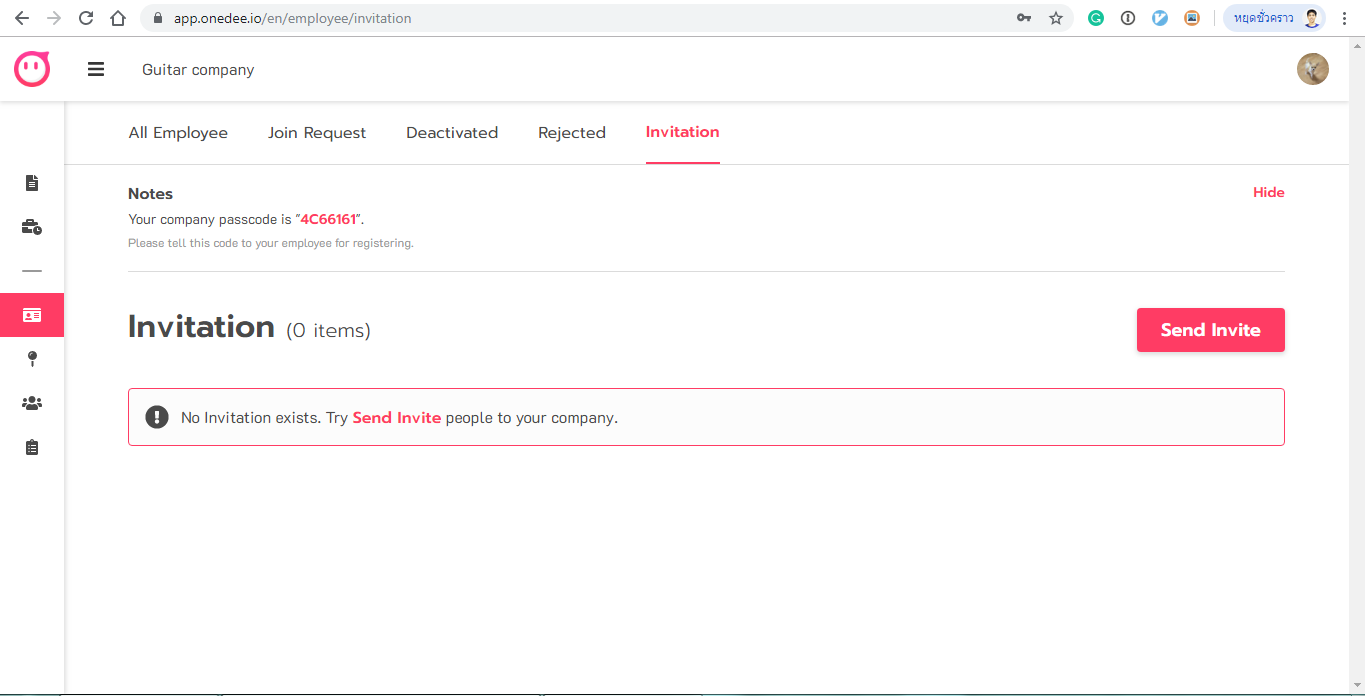 app.onedee.io/en/employee/invitation
หยุดชั่วคราว
Guitar company
All Employee
Join Request
Deactivated
Rejected
Invitation
Notes
Hide
Your company passcode is "4C66161".
Please tell this code to your employee for registering.
Invitation (0 items)
Send Invite
No Invitation exists. Try Send Invite people to your company.